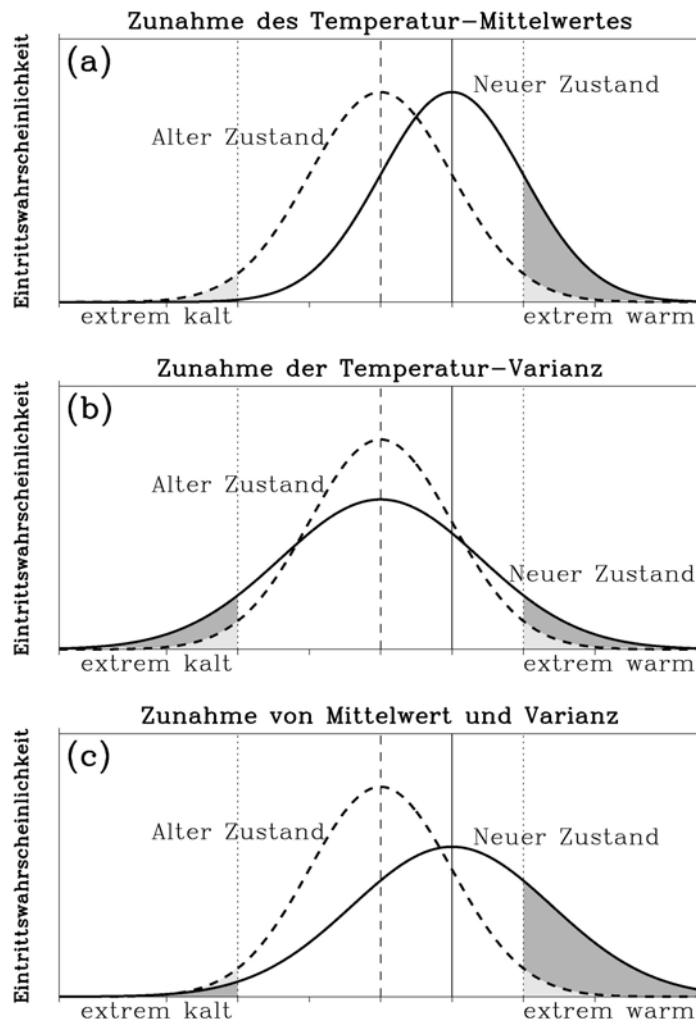 Zunahme des Temperatur-Mittelwertes
(a)
Neuer Zustand
Alter Zustand
Eintrittswahrscheinlichkeit
extrem kalt
extrem warm
Zunahme der Temperatur-Varianz
(b)
Alter Zustand
Neuer Zustand
Eintrittswahrscheinlichkeit
extrem kalt
extrem warm
Zunahme von Mittelwert und Varianz
(c)
Alter Zustand
Neuer Zustand
Eintrittswahrscheinlichkeit
extrem kalt
extrem warm